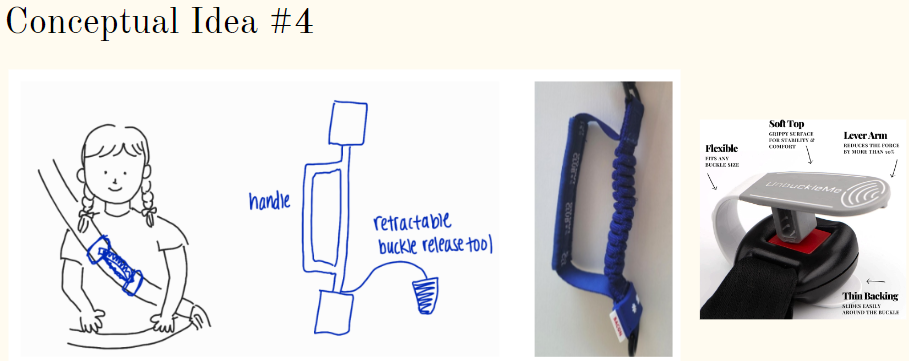 Conceptual Idea #4
handle
retractable
buckle release tool
Flexible
FITS ANY
BUCKLE SIZE
Soft Top
GRIPPY SURFACE
FOR STABILITY &
COMFORT
Lever Arm
REDUCES THE FORCE
BY MORE THAN 50%
UnbuckleMe
Thin Backing
SLIDES EASILY
AROUND THE BUCKLE